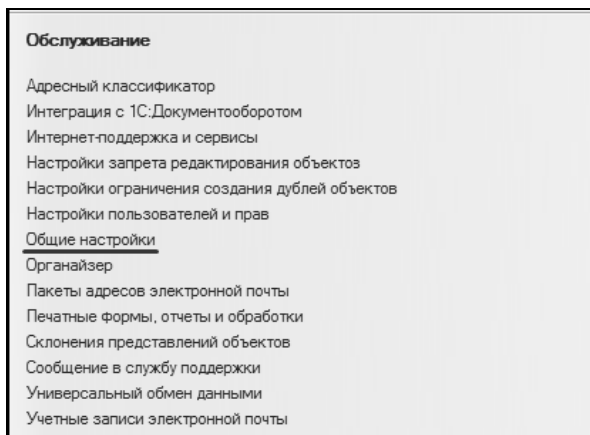 Обслуживание
Адресный классификатор
Интеграция с 1С:Документооборотом
Интернет-поддержка и сервисы
Настройки запрета редактирования объектов
Настройки ограничения создания дублей объектов
Настройки пользователей и прав
Общие настройки
Органайзер
Пакеты адресов электронной почты
Печатные формы, отчеты и обработки
Склонения представлений объектов
Сообщение в службу поддержки
Универсальный обмен данными
Учетные записи электронной почты